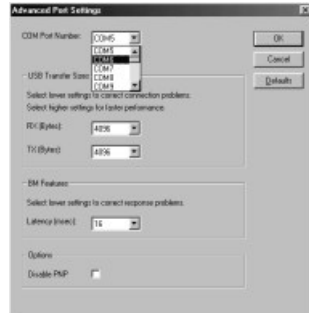 Advanced Port Settings
COM Port Number: COM5
COM5
COM6
COM7
COM8
COM9
OK
Cancel
Defaults
USB Transfer Sizes
Select lower settings to correct connection problems.
Select higher settings for faster performance.
RX (Bytes): 4096
TX (Bytes): 4096
BM Features
Select lower settings to correct response problems.
Latency (msec): 16
Options
Disable PNP